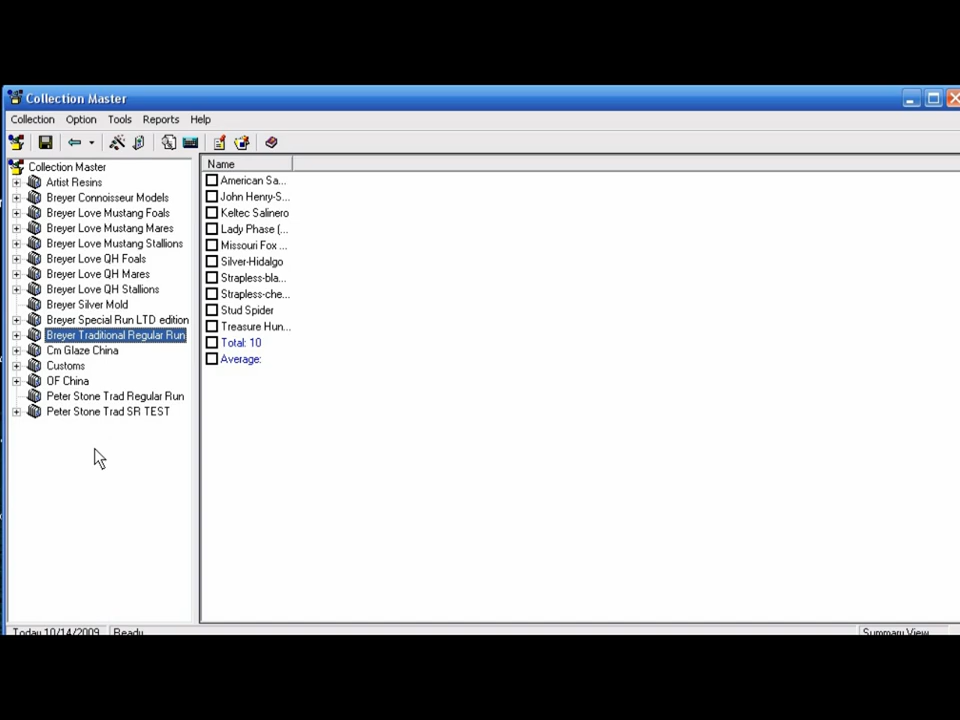 Collection Master
Collection Option Tools Reports Help
Collection Master
Artist Resins
Breyer Connoisseur Models
Breyer Love Mustang Foals
Breyer Love Mustang Mares
Breyer Love Mustang Stallions
Breyer Love QH Foals
Breyer Love QH Mares
Breyer Love QH Stallions
Breyer Silver Mold
Breyer Special Run LTD edition
Breyer Traditional Regular Run
Cm Glaze China
Customs
OF China
Peter Stone Trad Regular Run
Peter Stone Trad SR TEST
Name
American Sa...
John Henry-S...
Keltec Salinero
Lady Phase (...
Missouri Fox ...
Silver-Hidalgo
Strapless-bla...
Strapless-che...
Stud Spider
Treasure Hun...
Total: 10
Average:
Today 10/14/2009 Ready Summary View